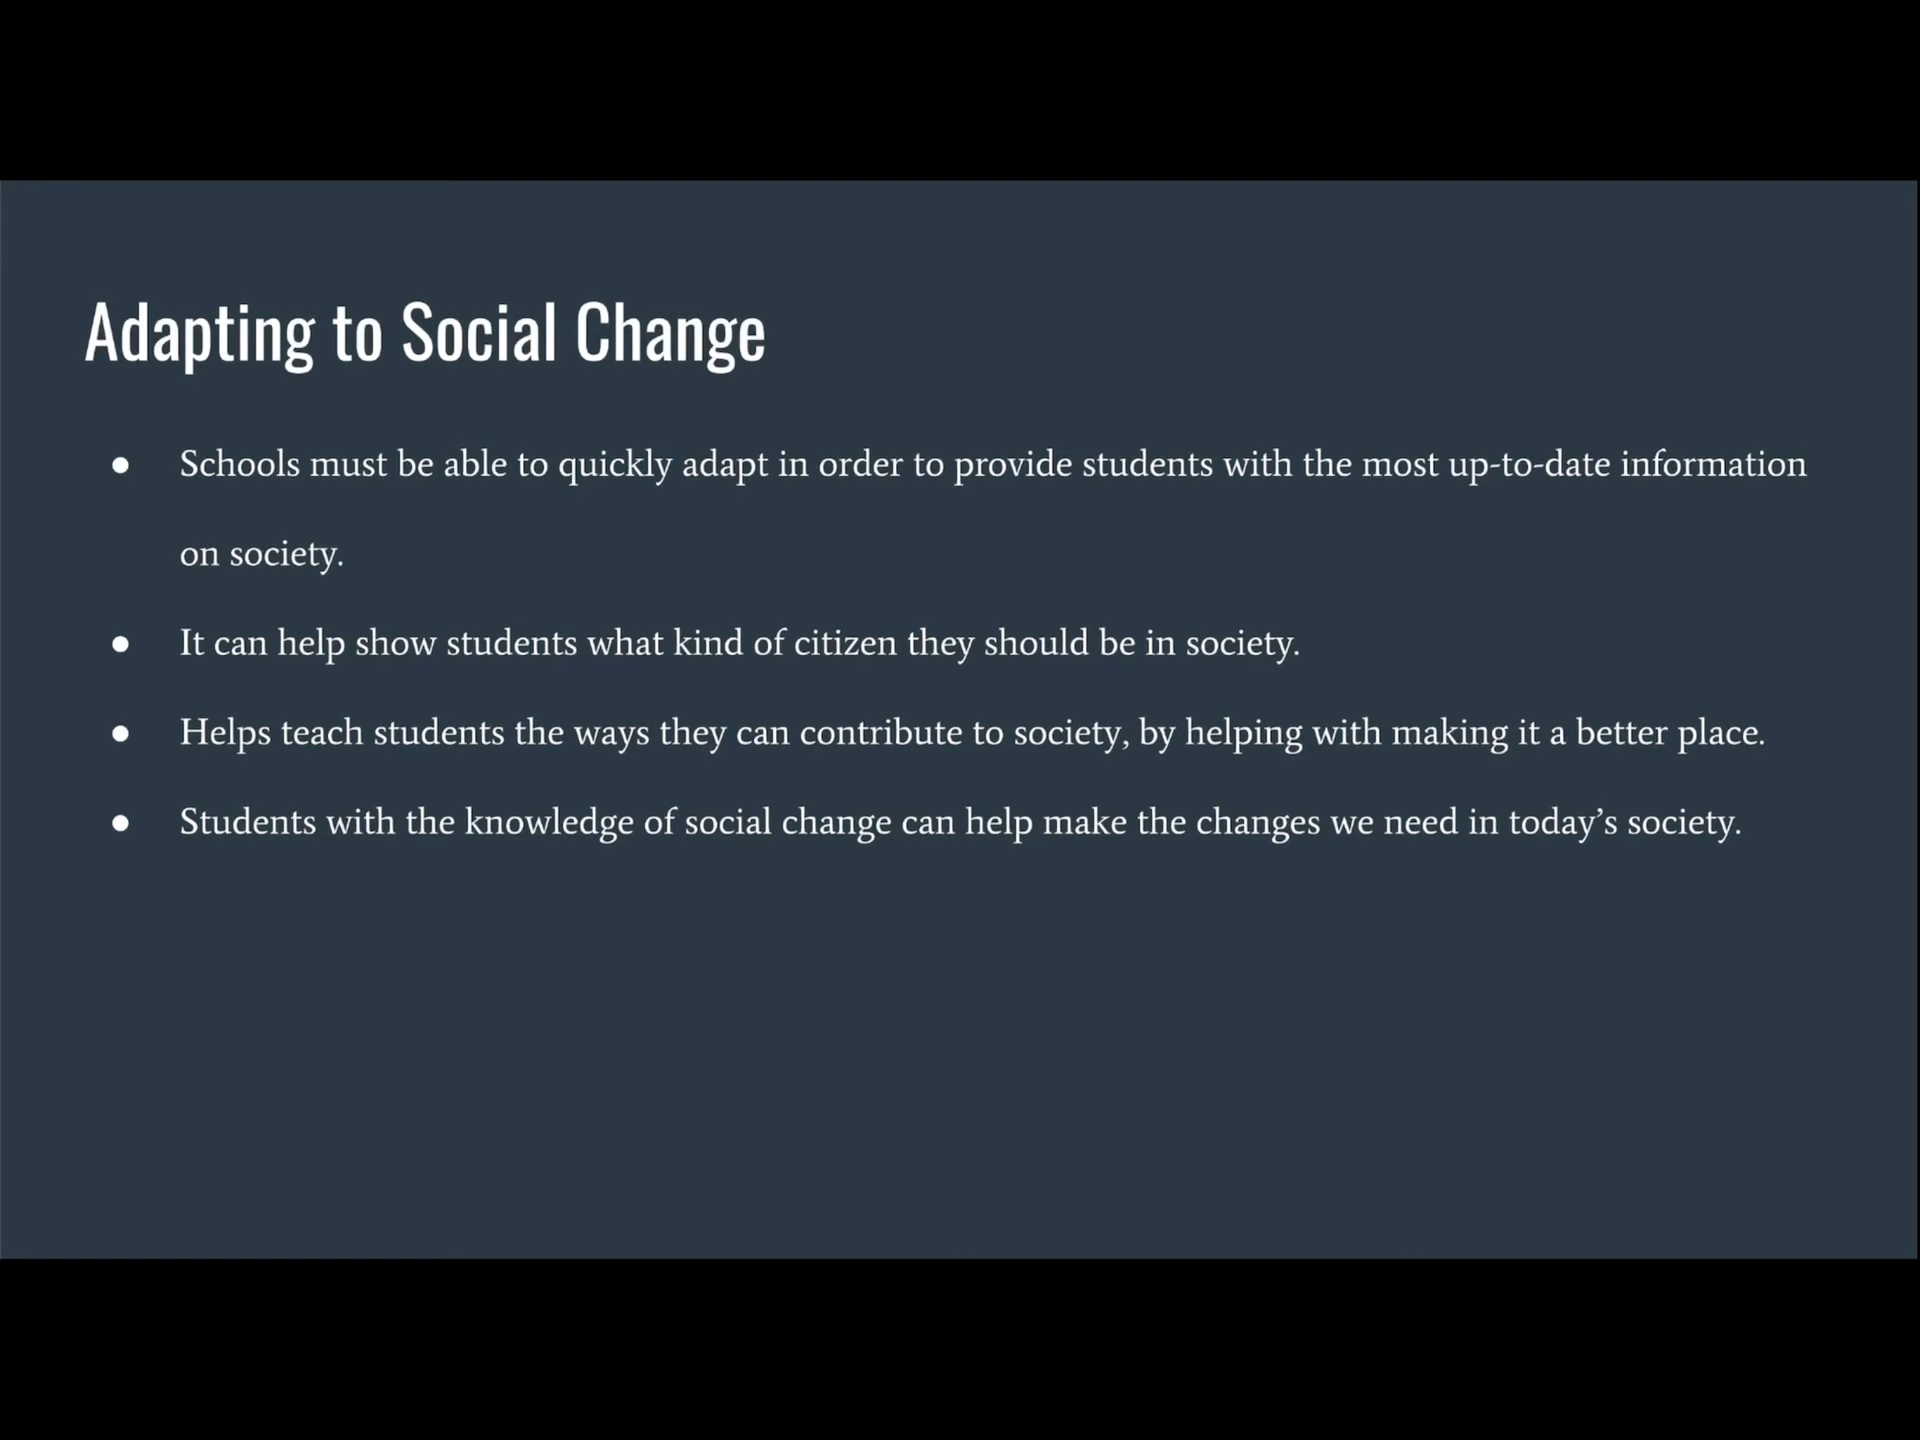 Adapting to Social Change
● Schools must be able to quickly adapt in order to provide students with the most up-to-date information
on society.
● It can help show students what kind of citizen they should be in society.
● Helps teach students the ways they can contribute to society, by helping with making it a better place.
● Students with the knowledge of social change can help make the changes we need in today’s society.